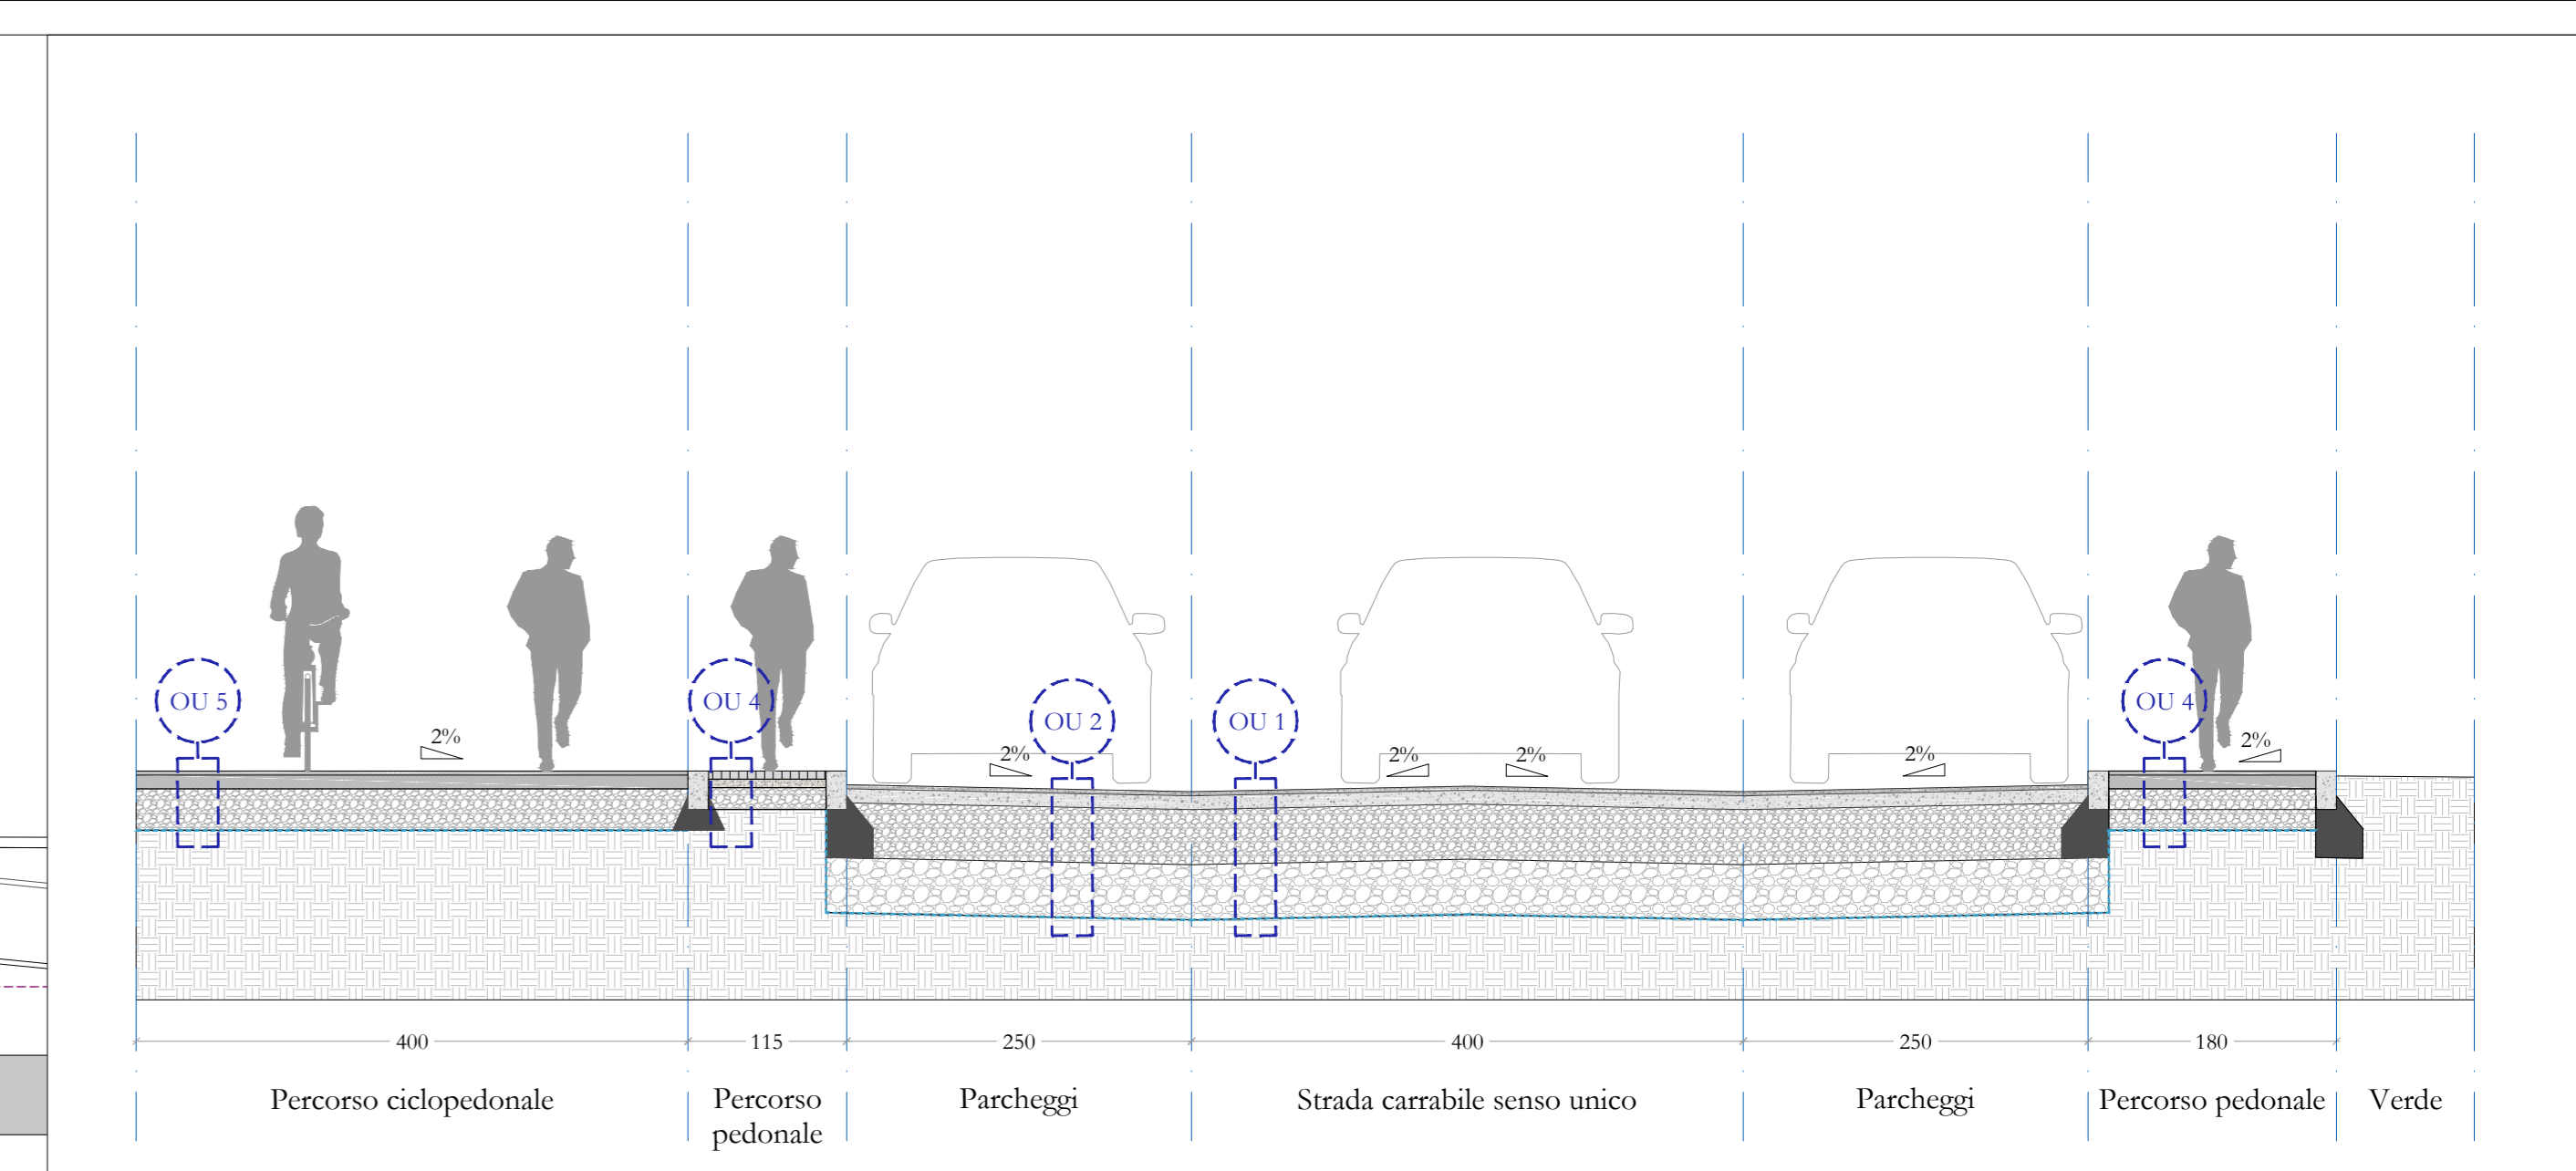 OU 5
OU 4
OU 2
OU 1
OU 4
2%
2%
2%
2%
2%
2%
400
115
250
400
250
180
Percorso ciclopedonale
Percorso
pedonale
Parcheggi
Strada carrabile senso unico
Parcheggi
Percorso pedonale
Verde